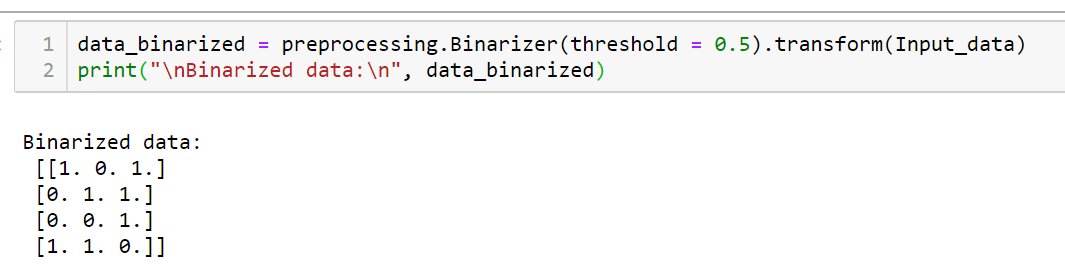 1 data_binarized = preprocessing.Binarizer(threshold = 0.5).transform(Input_data)
2 print("\nBinarized data:\n", data_binarized)
Binarized data:
[[1. 0. 1.]
[0. 1. 1.]
[0. 0. 1.]
[1. 1. 0.]]